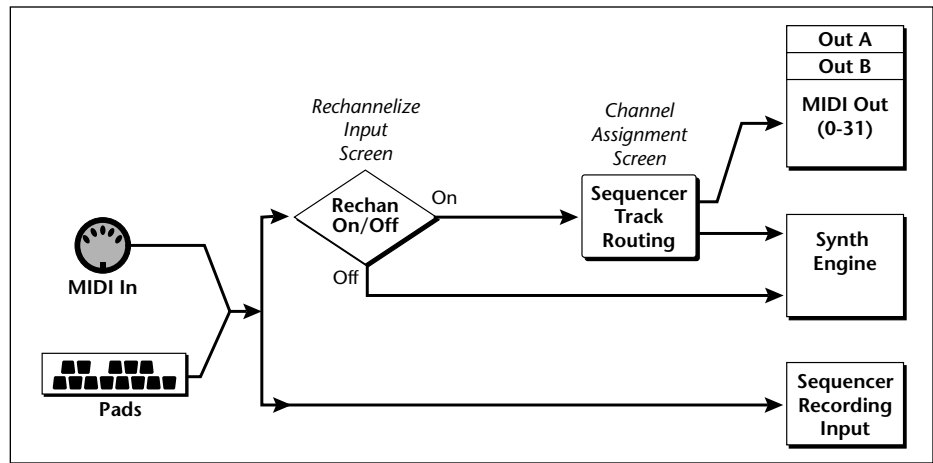 Out A
Out B
MIDI Out
(0-31)
Rechannelize
Input
Screen
Channel
Assignment
Screen
Rechan
On/Off
On
Off
Sequencer
Track
Routing
Synth
Engine
MIDI In
Pads
Sequencer
Recording
Input